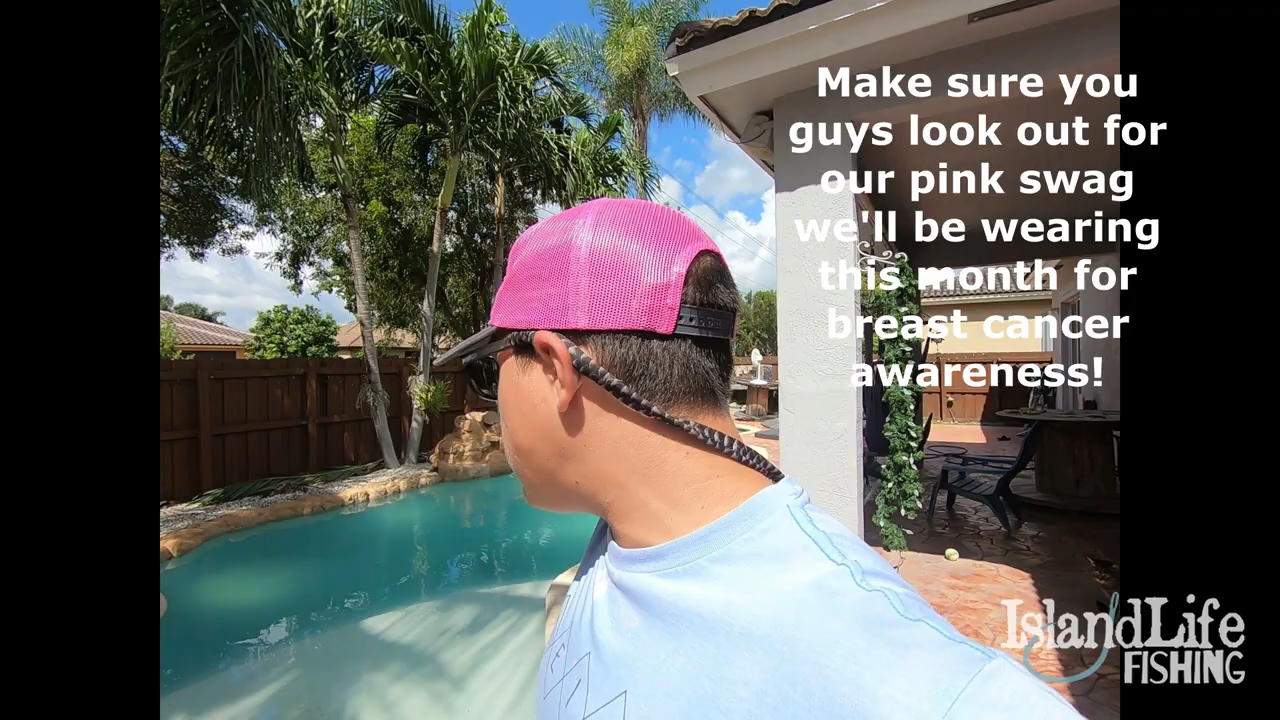 Make sure you
guys look out for
our pink swag
we'll be wearing
this month for
breast cancer
awareness!
IslandLife
FISHING